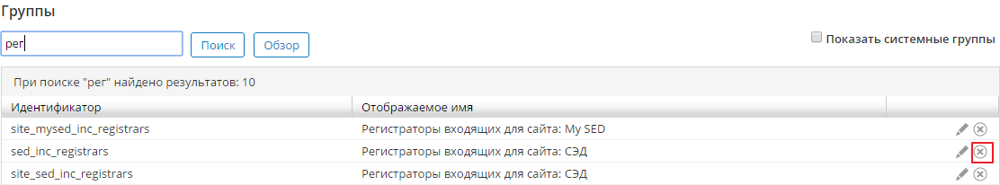 Группы
рег Поиск Обзор Показать системные группы
При поиске "рег" найдено результатов: 10
Идентификатор Отображаемое имя
site_mysed_inc_registrars Регистраторы входящих для сайта: My SED
sed_inc_registrars Регистраторы входящих для сайта: СЭД
site_sed_inc_registrars Регистраторы входящих для сайта: СЭД